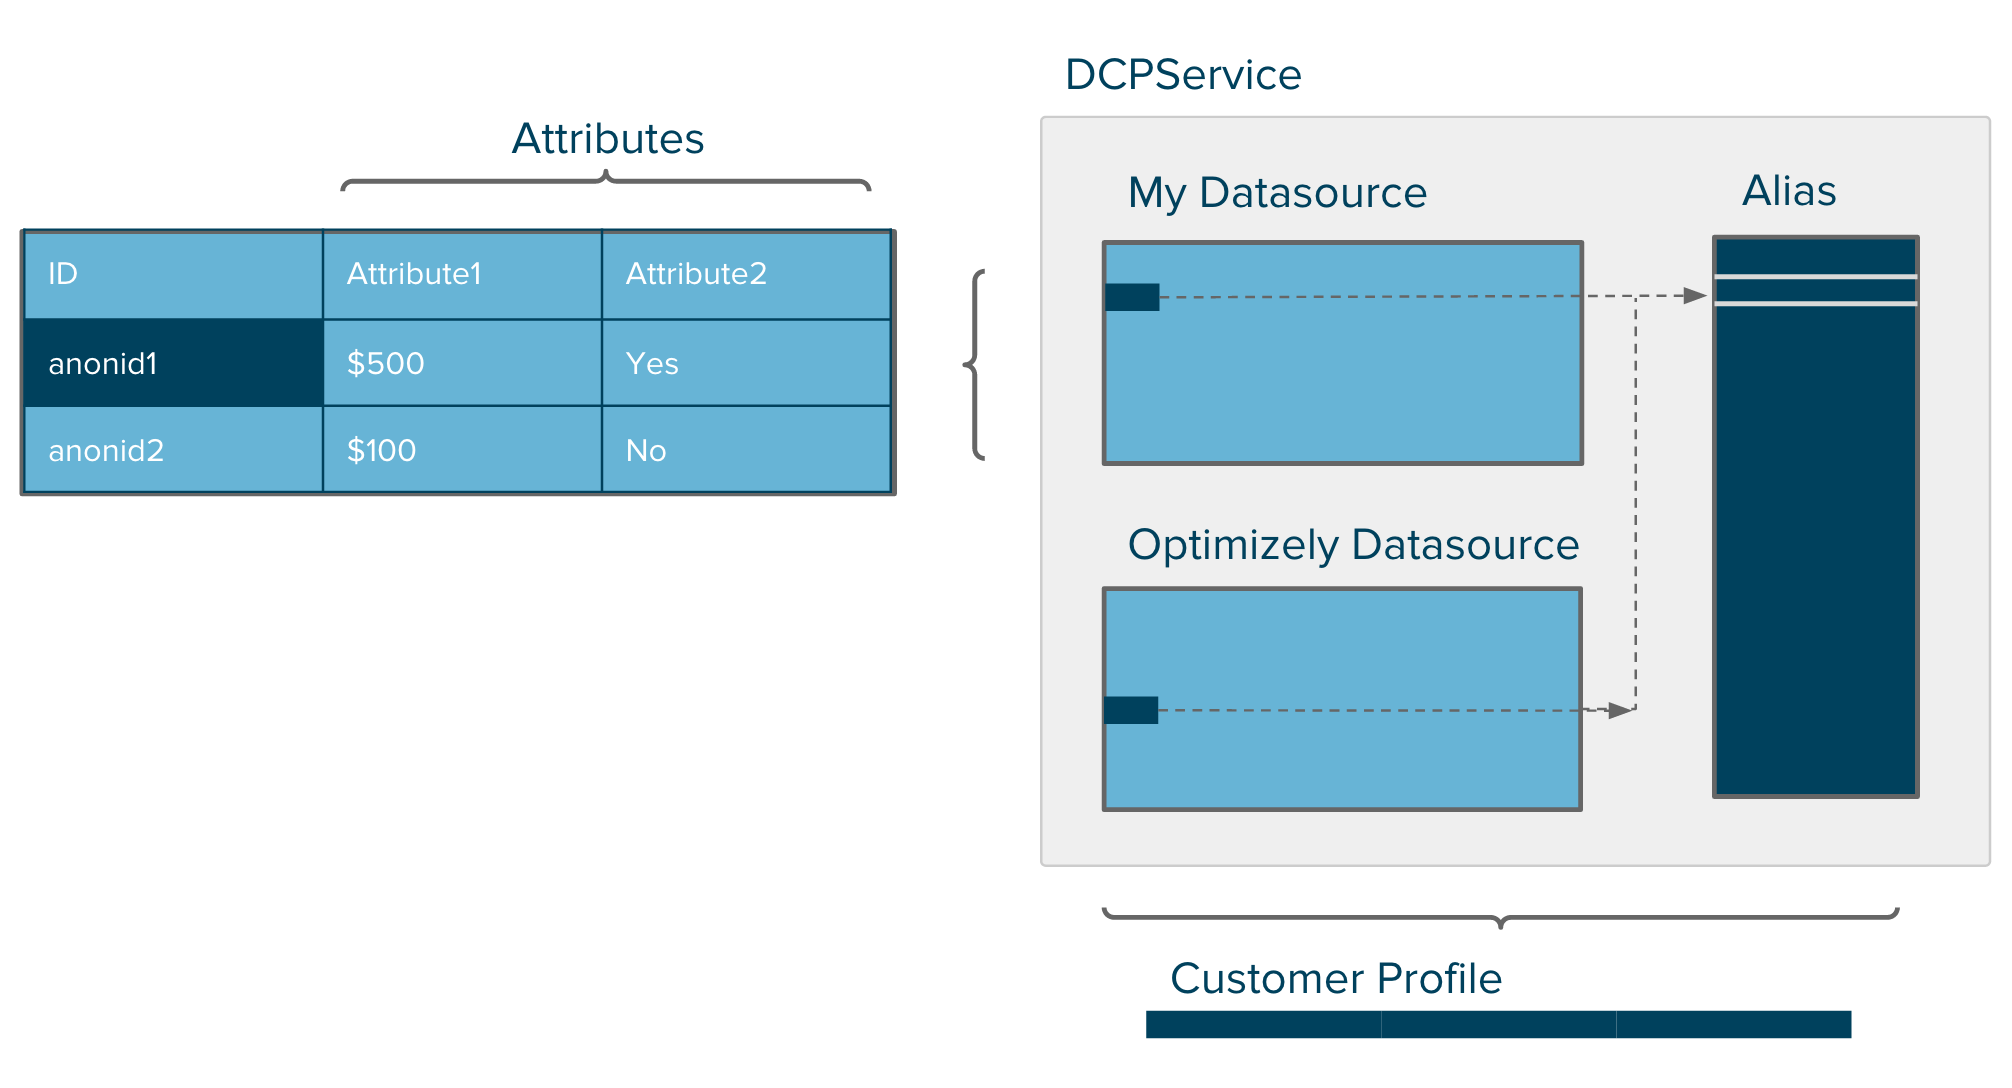 DCPService
Attributes
My Datasource
Alias
ID Attribute1 Attribute2
anonid1 $500 Yes
anonid2 $100 No
Optimizely Datasource
Customer Profile